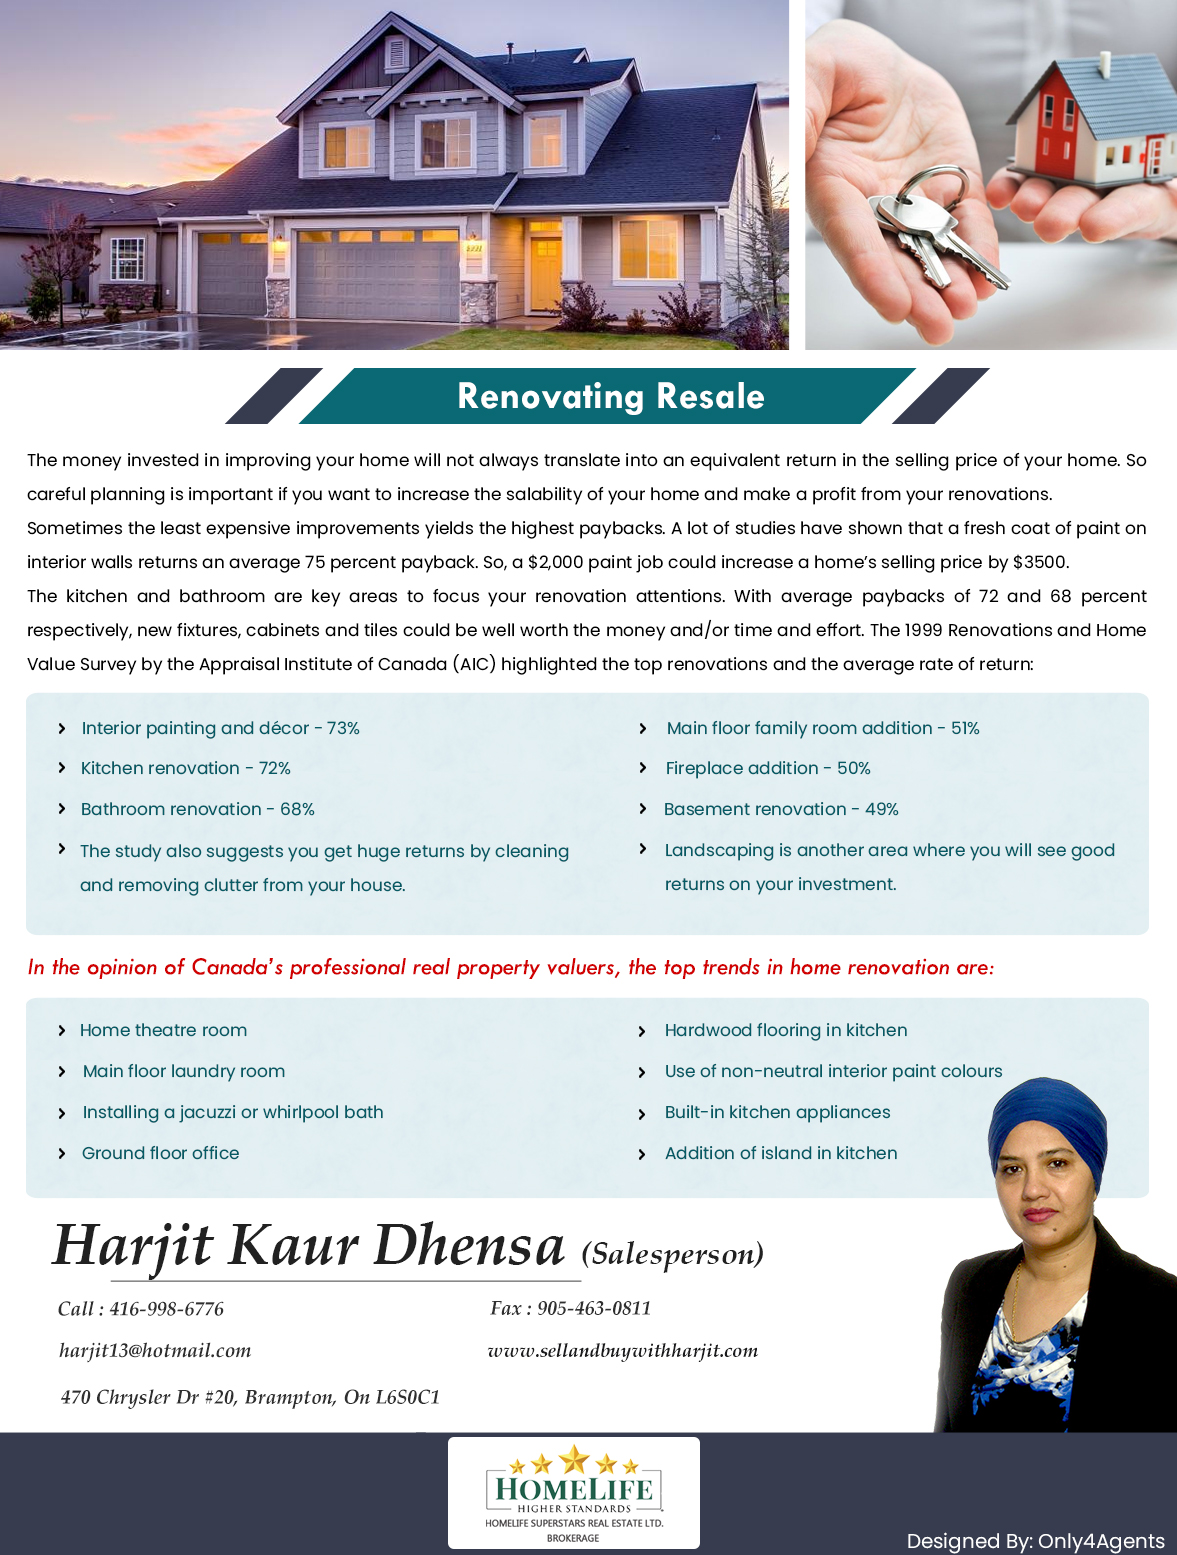 Renovating Resale
The money invested in improving your home will not always translate into an equivalent return in the selling price of your home. So
careful planning is important if you want to increase the salability of your home and make a profit from your renovations.
Sometimes the least expensive improvements yields the highest paybacks. A lot of studies have shown that a fresh coat of paint on
interior walls returns an average 75 percent payback. So, a $2,000 paint job could increase a home’s selling price by $3500.
The kitchen and bathroom are key areas to focus your renovation attentions. With average paybacks of 72 and 68 percent
respectively, new fixtures, cabinets and tiles could be well worth the money and/or time and effort. The 1999 Renovations and Home
Value Survey by the Appraisal Institute of Canada (AIC) highlighted the top renovations and the average rate of return:
Interior painting and décor - 73%
Kitchen renovation - 72%
Bathroom renovation - 68%
The study also suggests you get huge returns by cleaning
and removing clutter from your house.
Main floor family room addition - 51%
Fireplace addition - 50%
Basement renovation - 49%
Landscaping is another area where you will see good
returns on your investment.
In the opinion of Canada’s professional real property valuers, the top trends in home renovation are:
Home theatre room
Main floor laundry room
Installing a jacuzzi or whirlpool bath
Ground floor office
Hardwood flooring in kitchen
Use of non-neutral interior paint colours
Built-in kitchen appliances
Addition of island in kitchen
Harjit Kaur Dhensa (Salesperson)
Call : 416-998-6776
Fax : 905-463-0811
harjit13@hotmail.com
www.sellandbuywithharjit.com
470 Chrysler Dr #20, Brampton, On L6S0C1
HOMELIFE
HIGHER STANDARDS
HOMELIFE SUPERSTARS REAL ESTATE LTD.
BROKERAGE
Designed By: Only4Agents